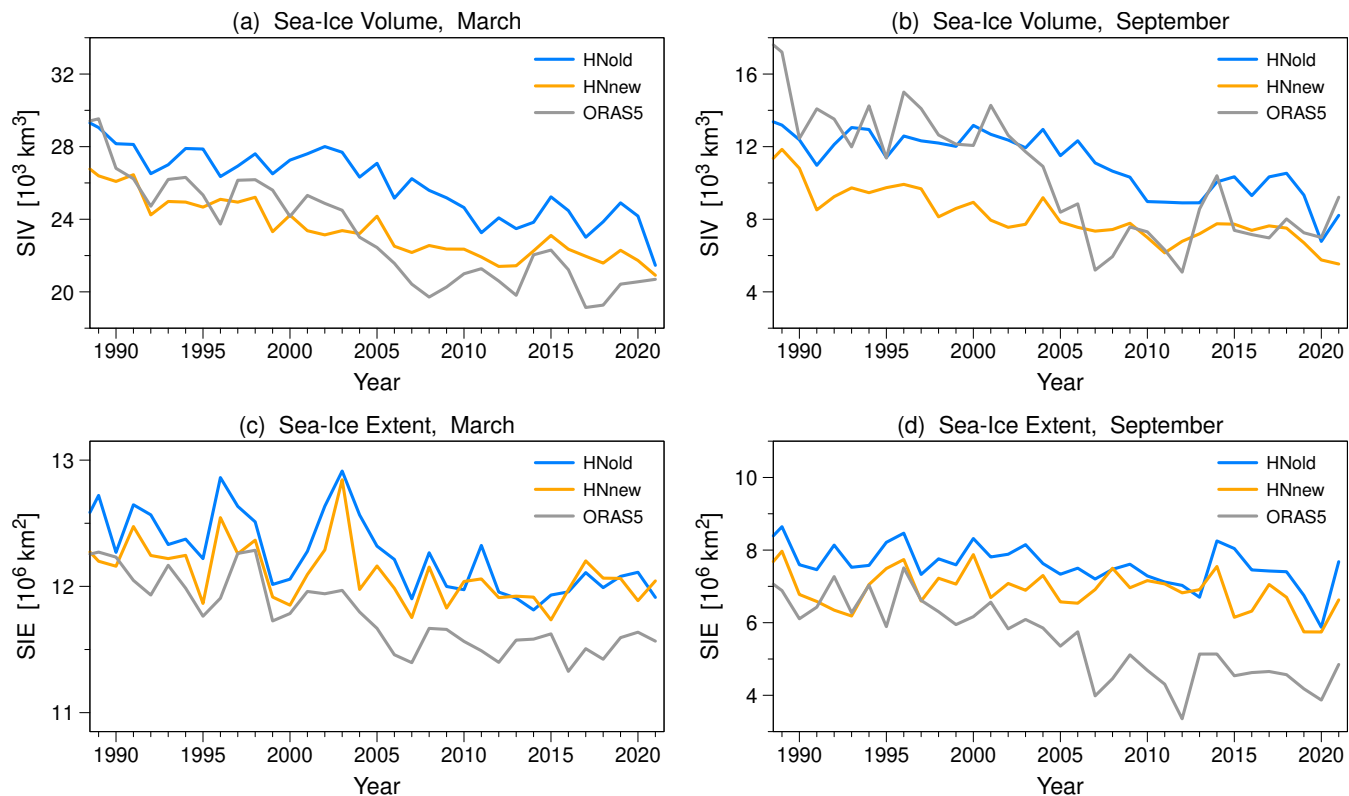 (a) Sea-Ice Volume, March
SIV [10³ km³]
32
28
24
20
HNold
HNnew
ORAS5
1990 1995 2000 2005 2010 2015 2020
Year
(b) Sea-Ice Volume, September
SIV [10³ km³]
16
12
8
4
HNold
HNnew
ORAS5
1990 1995 2000 2005 2010 2015 2020
Year
(c) Sea-Ice Extent, March
SIE [10⁶ km²]
13
12
11
HNold
HNnew
ORAS5
1990 1995 2000 2005 2010 2015 2020
Year
(d) Sea-Ice Extent, September
SIE [10⁶ km²]
10
8
6
4
HNold
HNnew
ORAS5
1990 1995 2000 2005 2010 2015 2020
Year